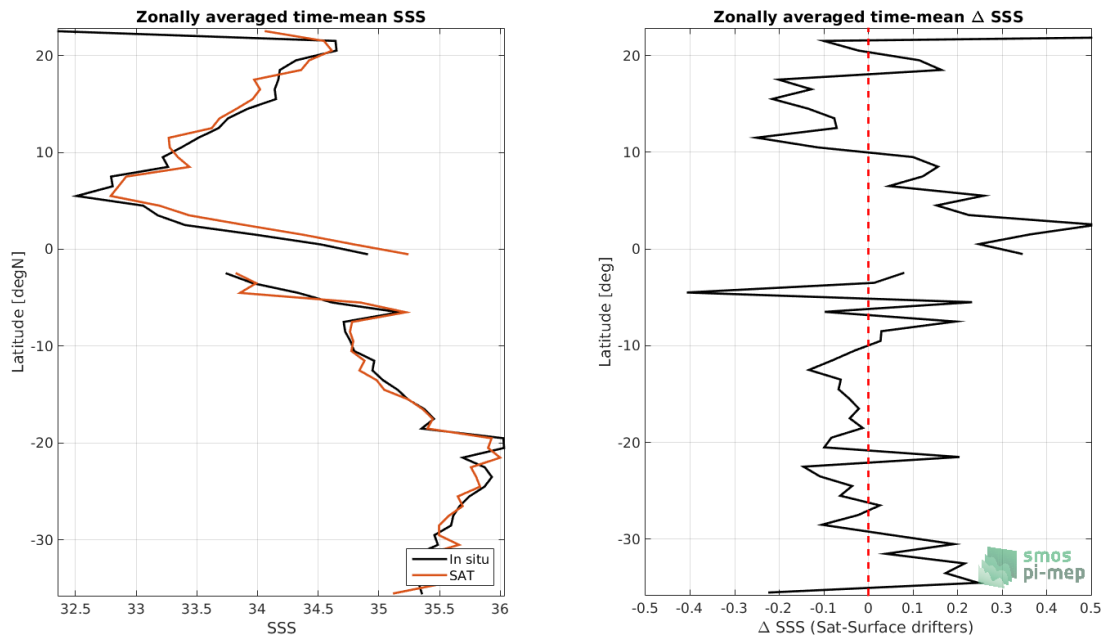 Zonally averaged time-mean SSS
20
10
0
-10
-20
-30
Latitude [degN]
32.5 33 33.5 34 34.5 35 35.5 36
SSS
In situ
SAT
Zonally averaged time-mean Δ SSS
20
10
0
-10
-20
-30
Latitude [deg]
-0.5 -0.4 -0.3 -0.2 -0.1 0 0.1 0.2 0.3 0.4 0.5
Δ SSS (Sat-Surface drifters)
smos
pi-mep